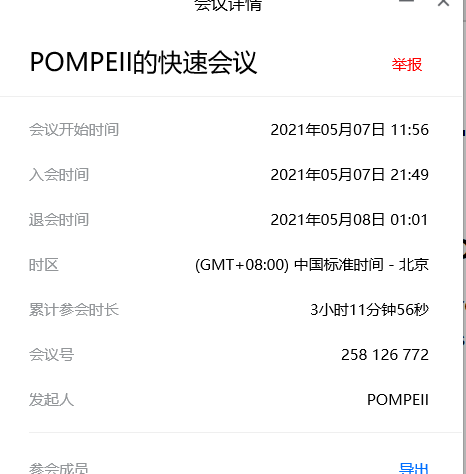 会议详情
POMPEII的快速会议
举报
会议开始时间 2021年05月07日 11:56
入会时间 2021年05月07日 21:49
退会时间 2021年05月08日 01:01
时区 (GMT+08:00) 中国标准时间 - 北京
累计参会时长 3小时11分钟56秒
会议号 258 126 772
发起人 POMPEII
参会成员 导出